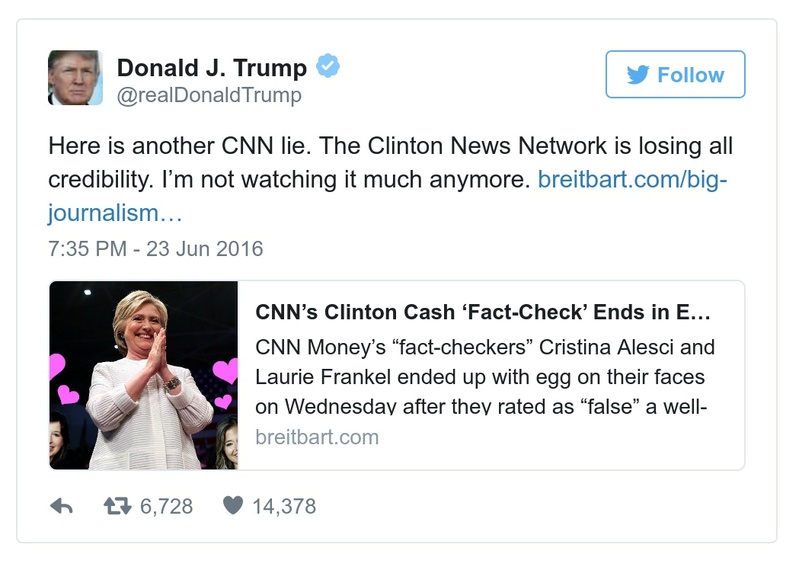 Donald J. Trump
@realDonaldTrump
Follow
Here is another CNN lie. The Clinton News Network is losing all
credibility. I’m not watching it much anymore. breitbart.com/big-
journalism…
7:35 PM - 23 Jun 2016
CNN’s Clinton Cash ‘Fact-Check’ Ends in E…
CNN Money’s “fact-checkers” Cristina Alesci and
Laurie Frankel ended up with egg on their faces
on Wednesday after they rated as “false” a well-
breitbart.com
6,728 14,378